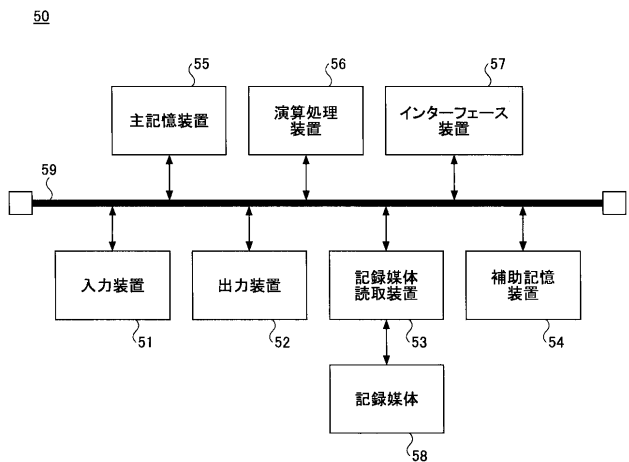 50
55
56
57
主記憶装置
演算処理
装置
インターフェース
装置
59
入力装置
出力装置
記録媒体
読取装置
補助記憶
装置
51
52
53
54
記録媒体
58